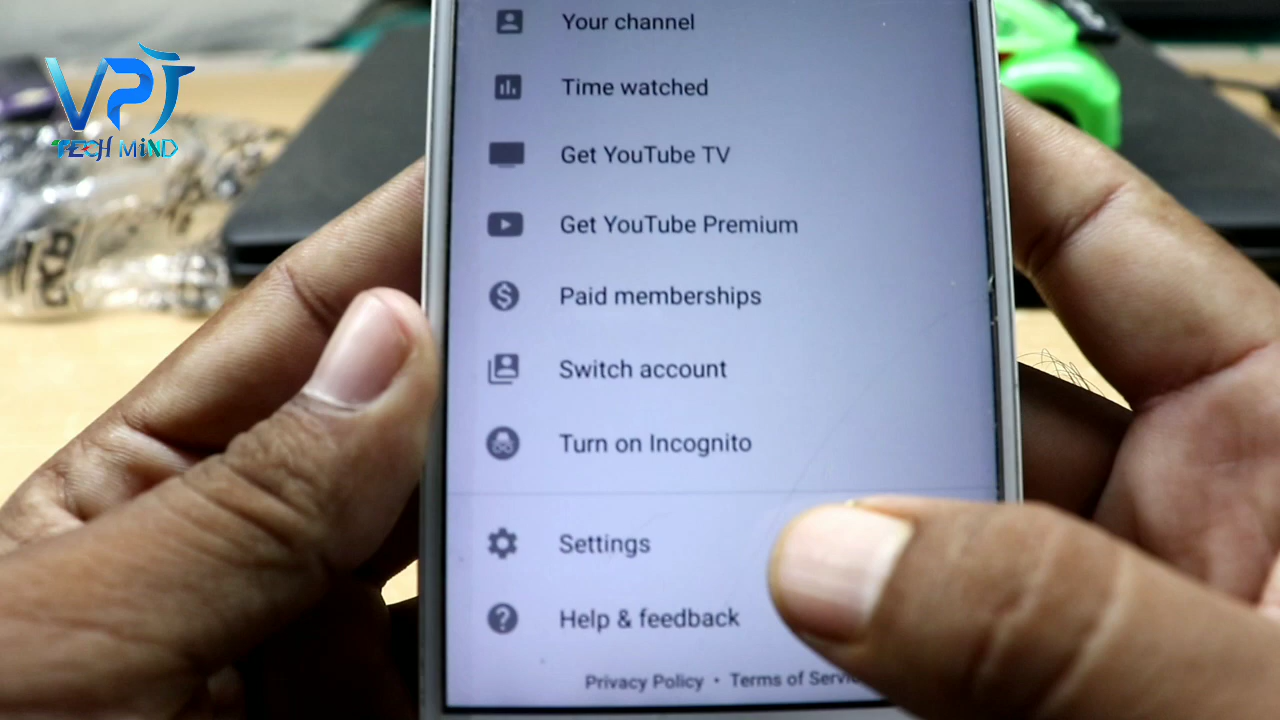 VPT
TECH MiND
Your channel
Time watched
Get YouTube TV
Get YouTube Premium
Paid memberships
Switch account
Turn on Incognito
Settings
Help & feedback
Privacy Policy • Terms of